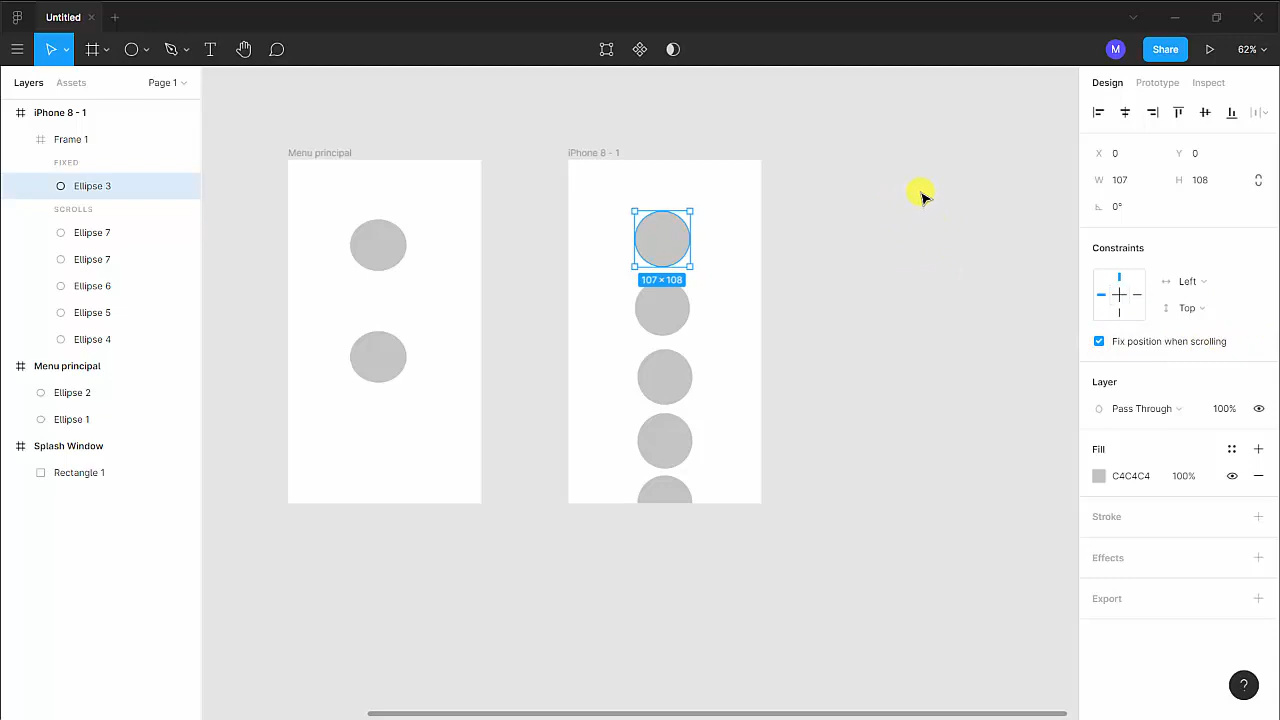 Untitled
Share
M
62%
Layers
Assets
Page 1
Design
Prototype
Inspect
iPhone 8 - 1
Frame 1
FIXED
Ellipse 3
SCROLLS
Ellipse 7
Ellipse 7
Ellipse 6
Ellipse 5
Ellipse 4
Menu principal
Ellipse 2
Ellipse 1
Splash Window
Rectangle 1
Menu principal
iPhone 8 - 1
107 × 108
X 0
Y 0
W 107
H 108
0°
Constraints
Left
Top
Fix position when scrolling
Layer
Pass Through
100%
Fill
C4C4C4
100%
Stroke
Effects
Export
?